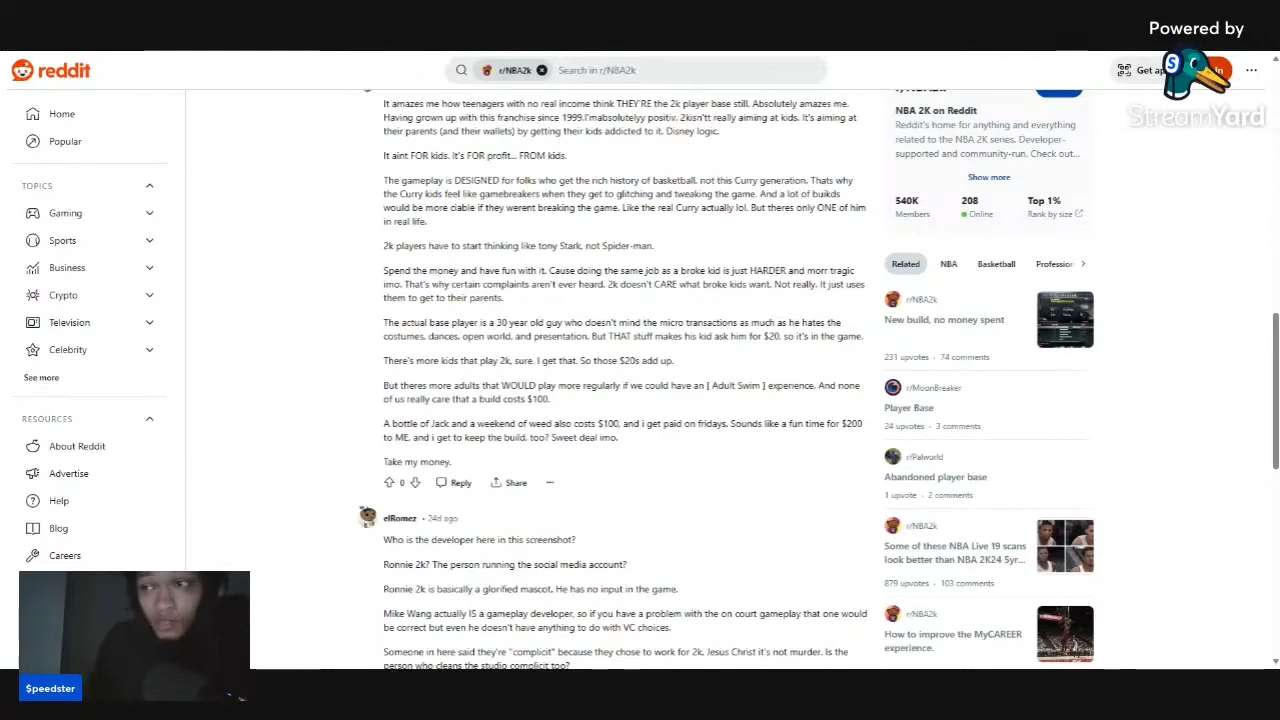 Powered by
StreamYard
reddit
r/NBA2k
Search in r/NBA2k
Get ap
In
Home
Popular
TOPICS
Gaming
Sports
Business
Crypto
Television
Celebrity
See more
RESOURCES
About Reddit
Advertise
Help
Blog
Careers
It amazes me how teenagers with no real income think THEY'RE the 2k player base still. Absolutely amazes me.
Having grown up with this franchise since 1999.I'mabsolutelyy positiv. 2kisn'tt really aiming at kids. It's aiming at
their parents (and their wallets) by getting their kids addicted to it. Disney logic.
It aint FOR kids. It's FOR profit... FROM kids.
The gameplay is DESIGNED for folks who get the rich history of basketball, not this Curry generation. Thats why
the Curry kids feel like gamebreakers when they get to glitching and tweaking the game. And a lot of buikds
would be more ciable if they werent breaking the game. Like the real Curry actually lol. But theres only ONE of him
in real life.
2k players have to start thinking like tony Stark, not Spider-man.
Spend the money and have fun with it. Cause doing the same job as a broke kid is just HARDER and morr tragic
imo. That's why certain complaints aren't ever heard. 2k doesn't CARE what broke kids want. Not really. It just uses
them to get to their parents.
The actual base player is a 30 year old guy who doesn't mind the micro transactions as much as he hates the
costumes, dances, open world, and presentation. But THAT stuff makes his kid ask him for $20, so it's in the game.
There's more kids that play 2k, sure. I get that. So those $20s add up.
But theres more adults that WOULD play more regularly if we could have an [ Adult Swim ] experience. And none
of us really care that a build costs $100.
A bottle of Jack and a weekend of weed also costs $100, and i get paid on fridays. Sounds like a fun time for $200
to ME, and i get to keep the build, too? Sweet deal imo.
Take my money.
0
Reply
Share
elRomez • 24d ago
Who is the developer here in this screenshot?
Ronnie 2k? The person running the social media account?
Ronnie 2k is basically a glorified mascot. He has no input in the game.
Mike Wang actually IS a gameplay developer, so if you have a problem with the on court gameplay that one would
be correct but even he doesn't have anything to do with VC choices.
Someone in here said they're "complicit" because they chose to work for 2k. Jesus Christ it's not murder. Is the
person who cleans the studio complicit too?
NBA 2K on Reddit
Reddit's home for anything and everything
related to the NBA 2K series. Developer-
supported and community-run. Check out...
Show more
540K
208
Top 1%
Members
Online
Rank by size
Related
NBA
Basketball
Profession
r/NBA2k
New build, no money spent
231 upvotes · 74 comments
r/MoonBreaker
Player Base
24 upvotes · 3 comments
r/Palworld
Abandoned player base
1 upvote · 2 comments
r/NBA2k
Some of these NBA Live 19 scans
look better than NBA 2K24 5yr...
879 upvotes · 103 comments
r/NBA2k
How to improve the MyCAREER
experience.
$peedster